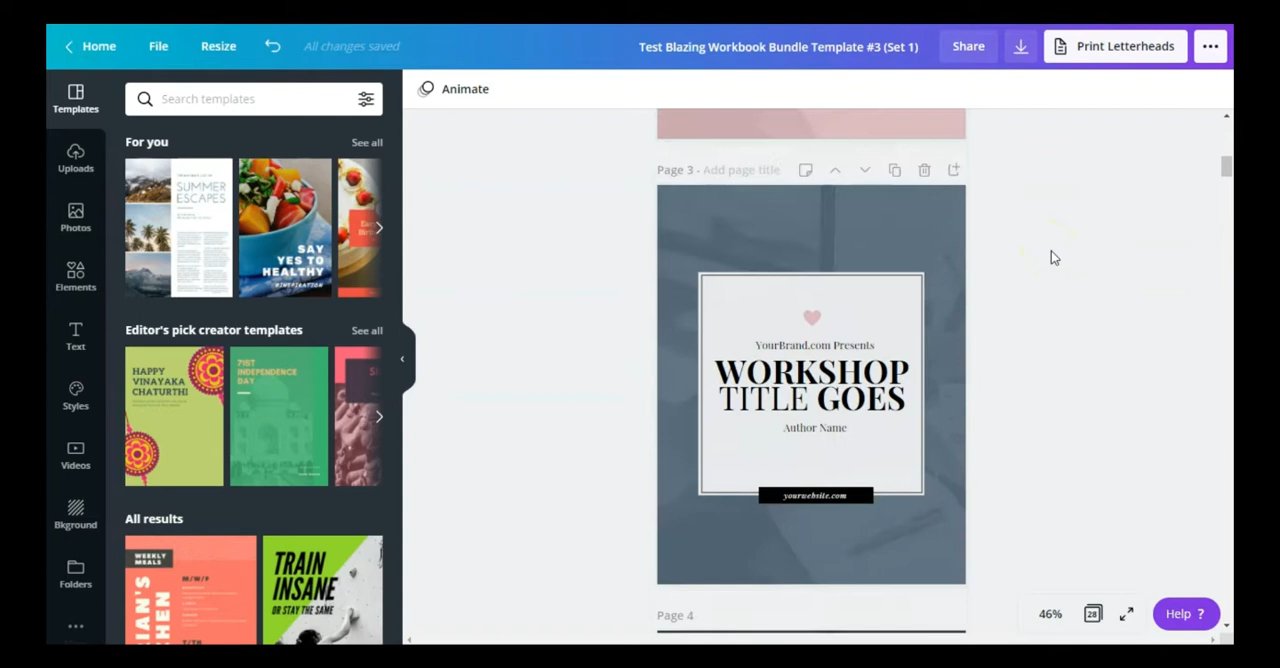 Home
File
Resize
All changes saved
Test Blazing Workbook Bundle Template #3 (Set 1)
Share
Print Letterheads
Templates
Uploads
Photos
Elements
Text
Styles
Videos
Bkground
Folders
Search templates
For you
See all
SUMMER
ESCAPES
SAY
YES TO
HEALTHY
#INSPIRATION
Editor's pick creator templates
See all
HAPPY
VINAYAKA
CHATURTHI
71ST
INDEPENDENCE
DAY
All results
WEEKLY
MEALS
M/W/F
TRAIN
INSANE
OR STAY THE SAME
Animate
Page 3 - Add page title
YourBrand.com Presents
WORKSHOP
TITLE GOES
Author Name
yourwebsite.com
Page 4
46%
28
Help ?